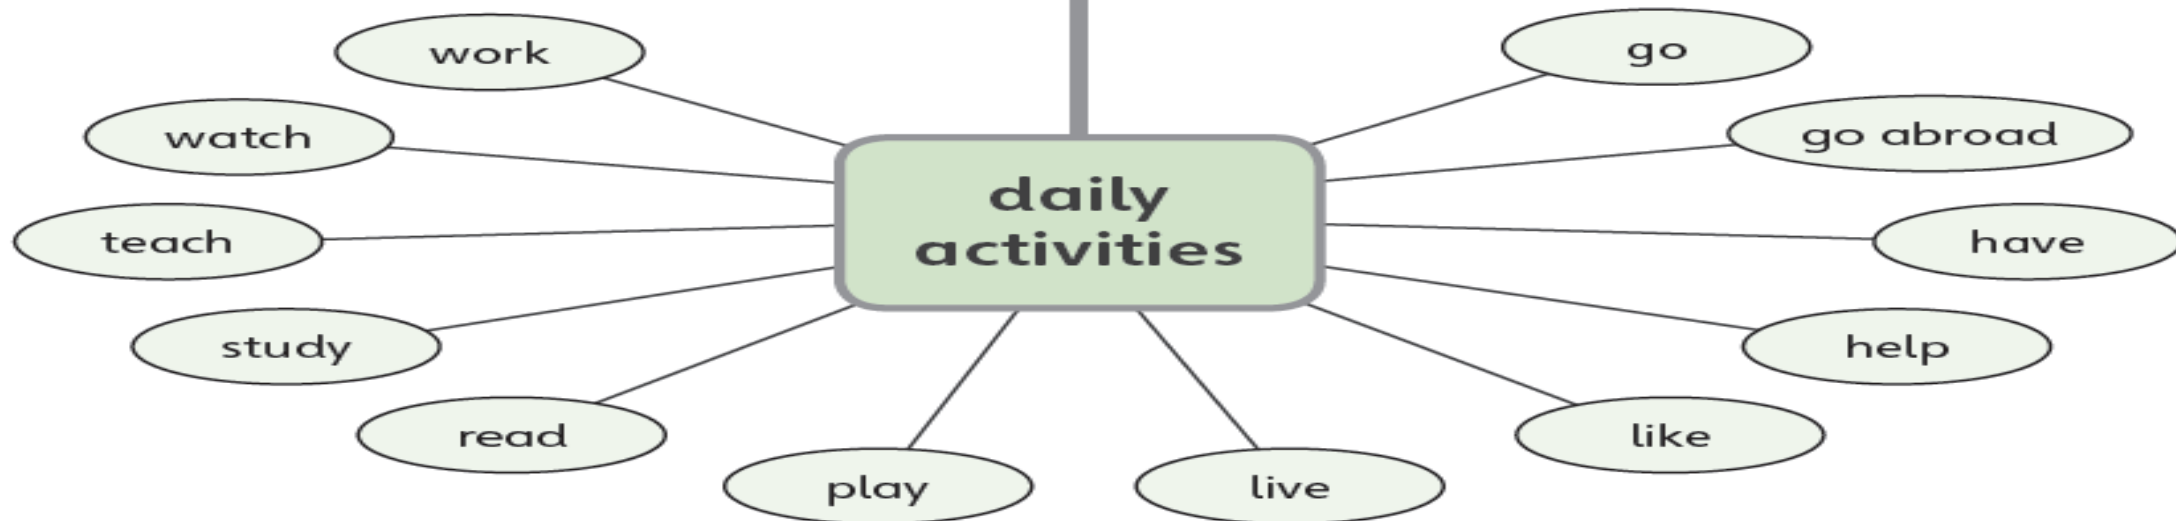 work
go
watch
go abroad
daily
activities
teach
have
study
help
read
like
play
live